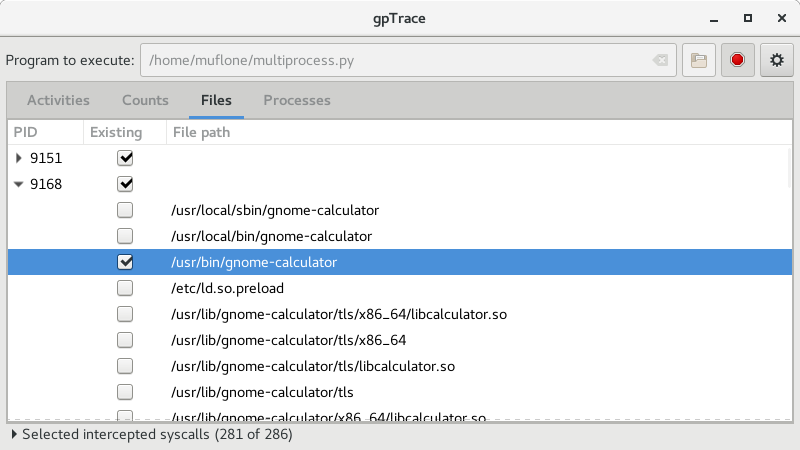 gpTrace
Program to execute: /home/muflone/multiprocess.py
Activities Counts Files Processes
PID Existing File path
9151
9168
/usr/local/sbin/gnome-calculator
/usr/local/bin/gnome-calculator
/usr/bin/gnome-calculator
/etc/ld.so.preload
/usr/lib/gnome-calculator/tls/x86_64/libcalculator.so
/usr/lib/gnome-calculator/tls/x86_64
/usr/lib/gnome-calculator/tls/libcalculator.so
/usr/lib/gnome-calculator/tls
/usr/lib/gnome-calculator/x86_64/libcalculator.so
Selected intercepted syscalls (281 of 286)